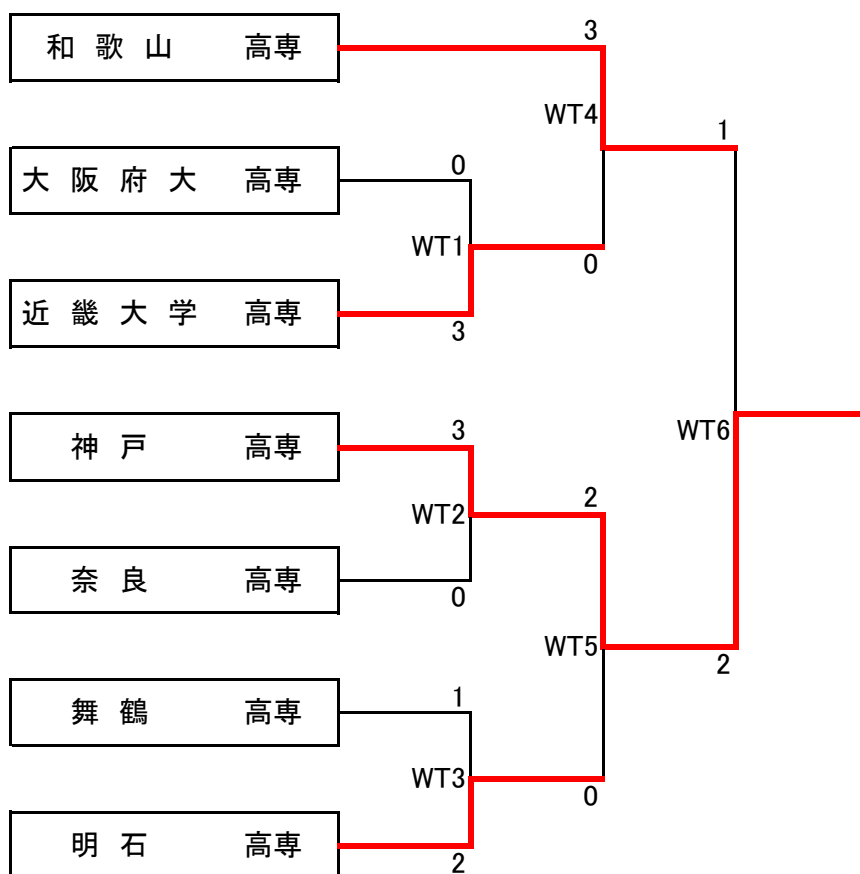 3
和歌山 高専
WT4
1
0
大阪府大 高専
WT1
0
近畿大学 高専
3
3
神戸 高専
WT6
2
WT2
奈良 高専
0
WT5
2
1
舞鶴 高専
WT3
0
明石 高専
2